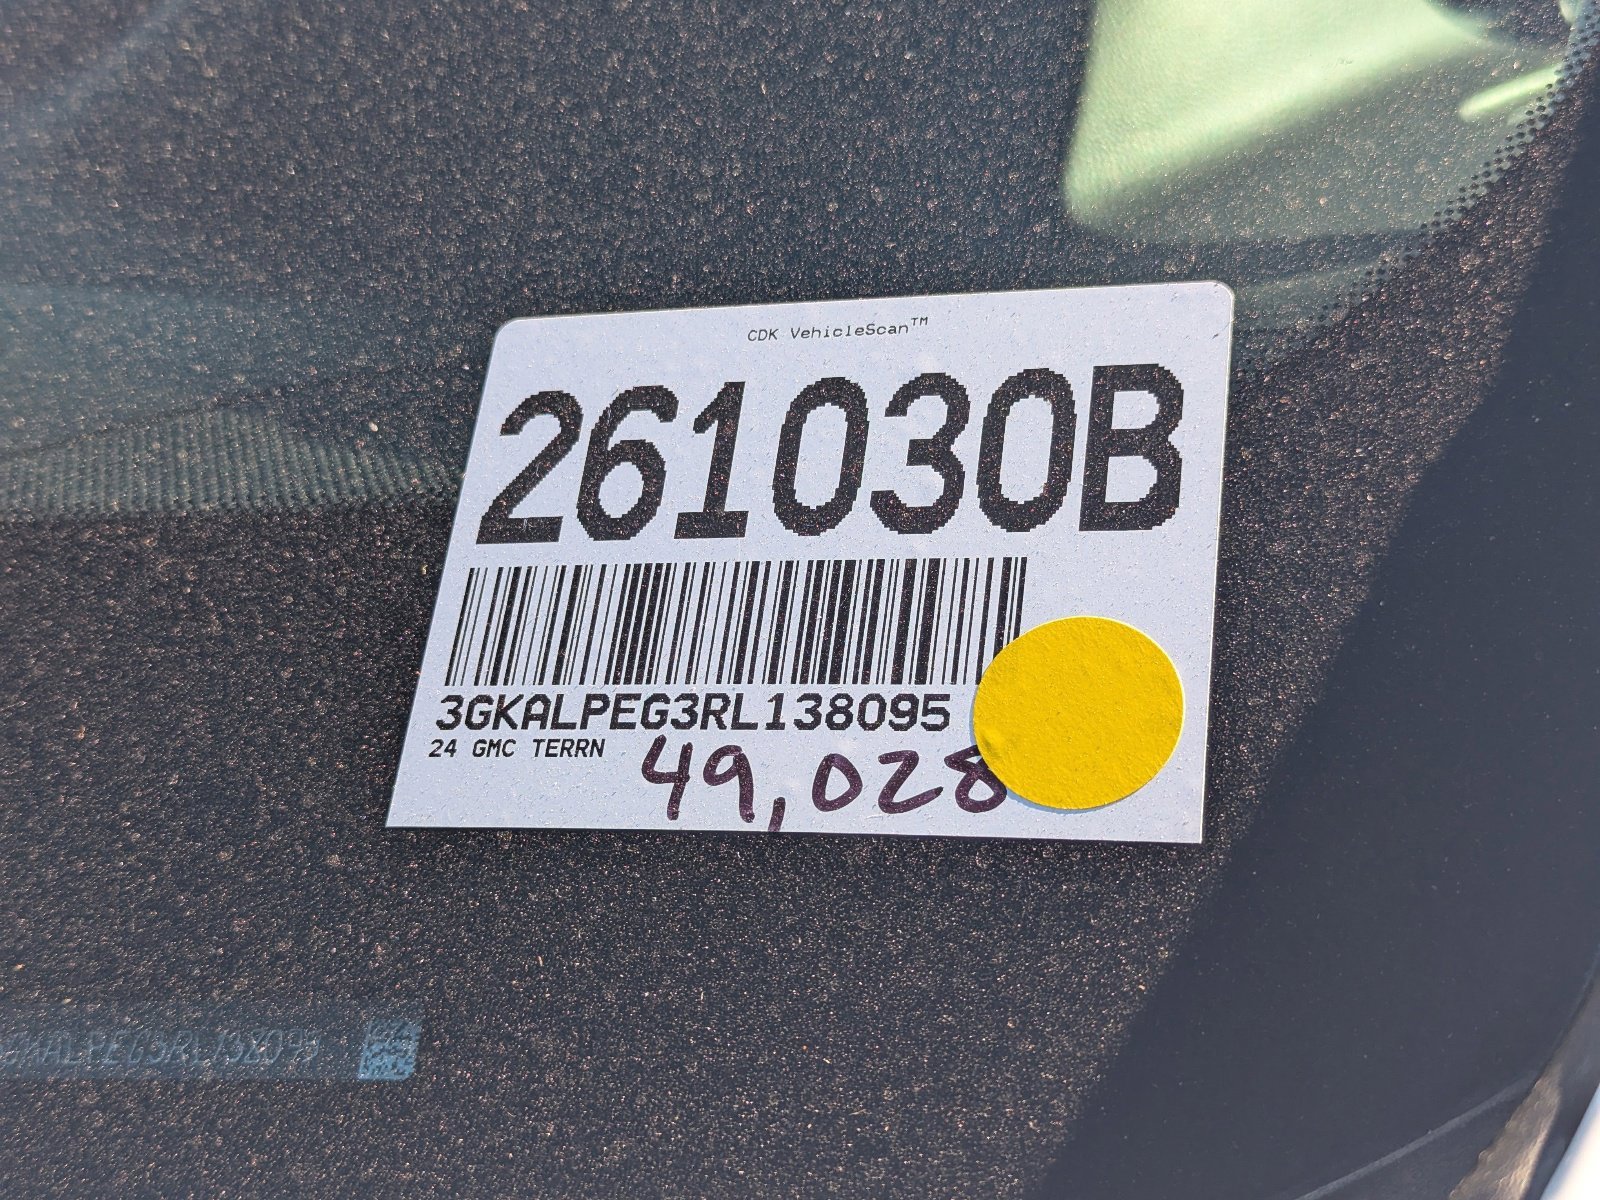 CDK VehicleScan™
261030B
3GKALPEG3RL138095
24 GMC TERRN
49,028